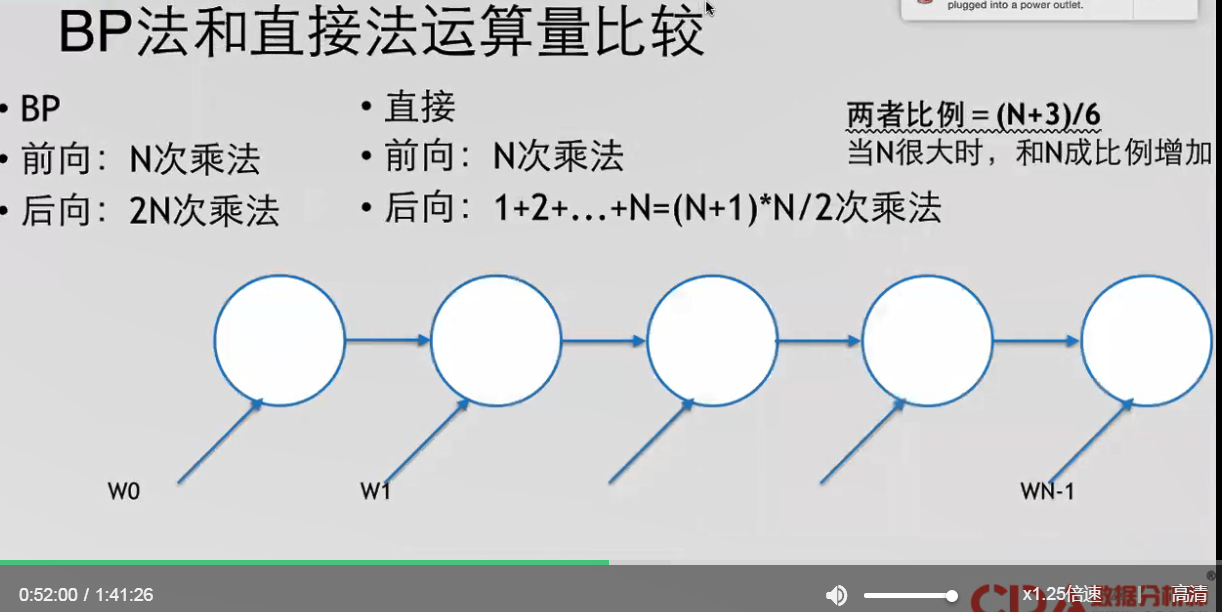 plugged into a power outlet.
BP法和直接法运算量比较
• BP
• 前向：N次乘法
• 后向：2N次乘法
• 直接
• 前向：N次乘法
• 后向：1+2+…+N=(N+1)*N/2次乘法
两者比例＝(N+3)/6
当N很大时，和N成比例增加
W0
W1
WN-1
0:52:00 / 1:41:26
x1.25倍速
高清
CDA数据分析